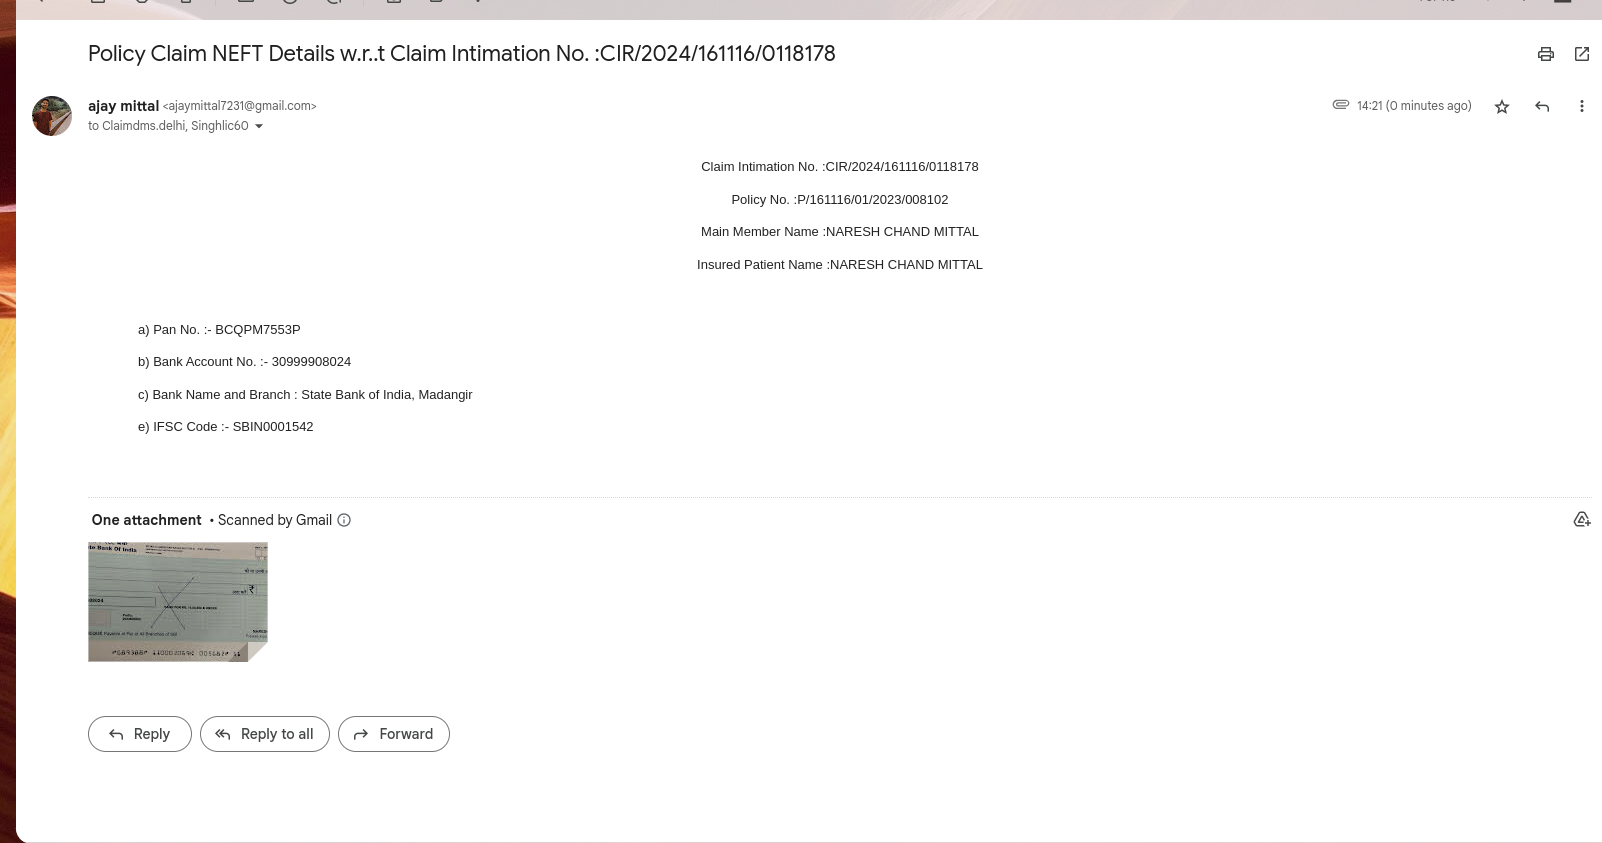 Policy Claim NEFT Details w.r..t Claim Intimation No. :CIR/2024/161116/0118178
ajay mittal <ajaymittal7231@gmail.com>
14:21 (0 minutes ago)
to Claimdms.delhi, Singhlic60
Claim Intimation No. :CIR/2024/161116/0118178
Policy No. :P/161116/01/2023/008102
Main Member Name :NARESH CHAND MITTAL
Insured Patient Name :NARESH CHAND MITTAL
a) Pan No. :- BCQPM7553P
b) Bank Account No. :- 30999908024
c) Bank Name and Branch : State Bank of India, Madangir
e) IFSC Code :- SBIN0001542
One attachment • Scanned by Gmail
Bank Of India
Reply
Reply to all
Forward